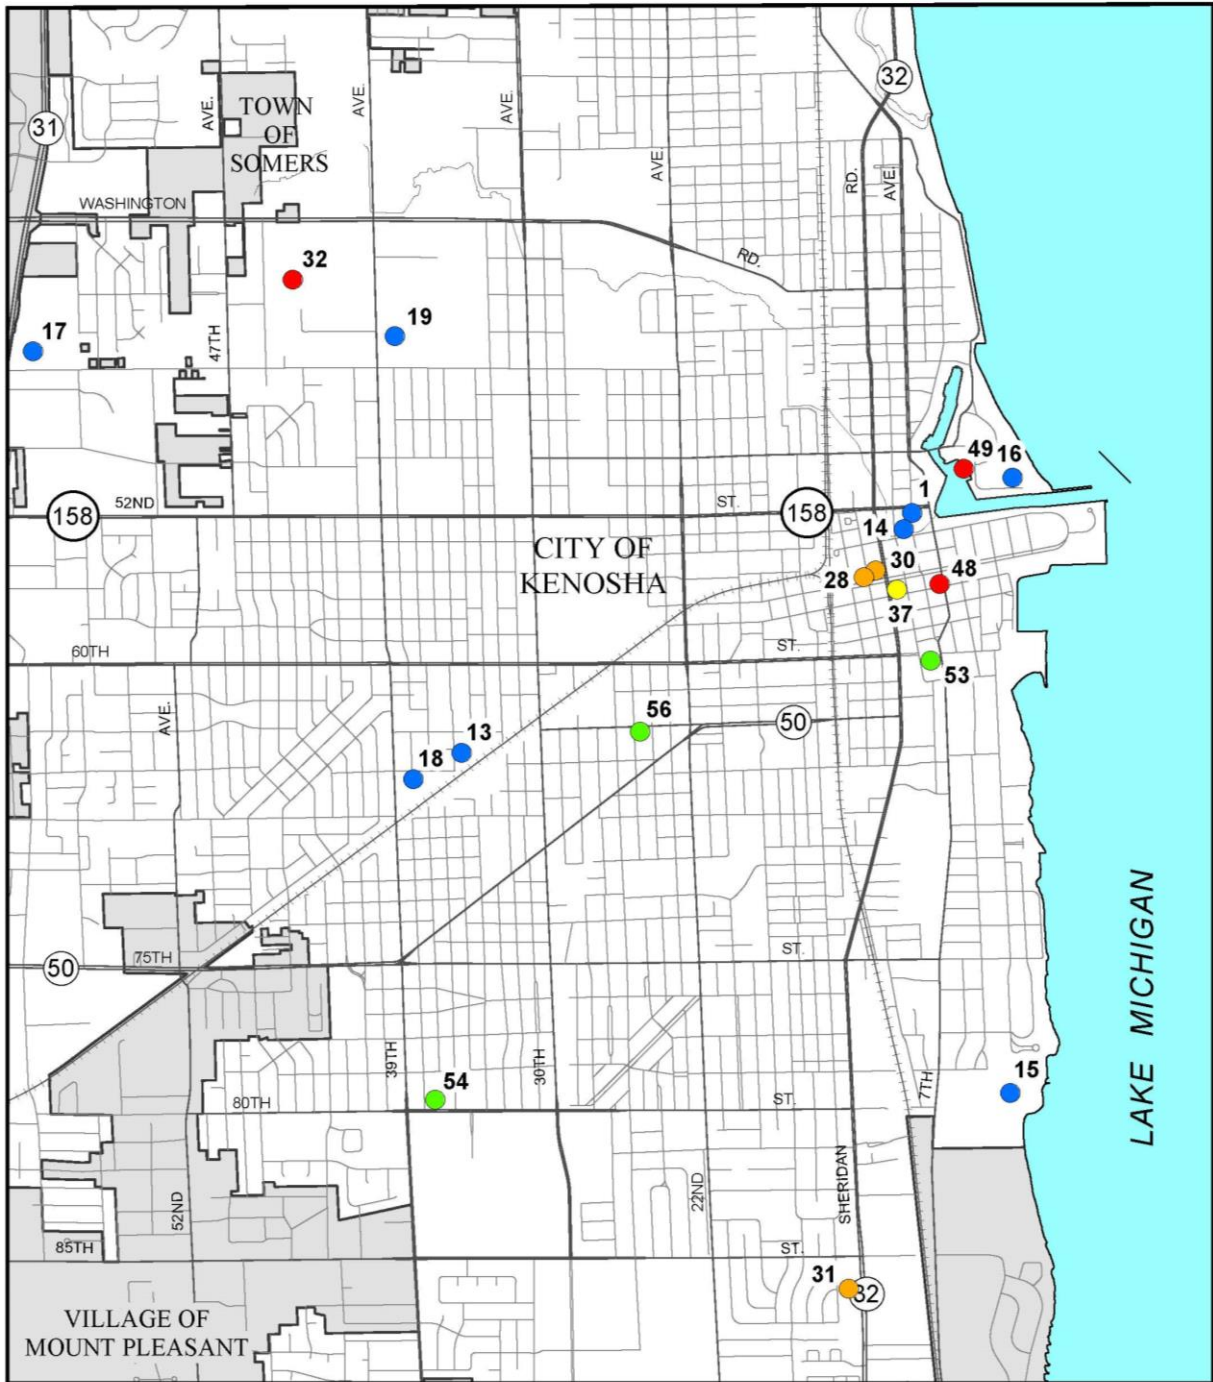 32
31
TOWN
OF
SOMERS
AVE.
AVE.
AVE.
AVE.
RD.
AVE.
WASHINGTON
RD.
32
17
19
47TH
49
16
1
158
52ND
ST.
158
14
CITY OF
KENOSHA
30
28
48
37
60TH
ST.
53
AVE.
56
50
13
18
LAKE MICHIGAN
50
75TH
ST.
39TH
30TH
54
15
7TH
80TH
ST.
52ND
22ND
SHERIDAN
85TH
ST.
31
32
VILLAGE OF
MOUNT PLEASANT